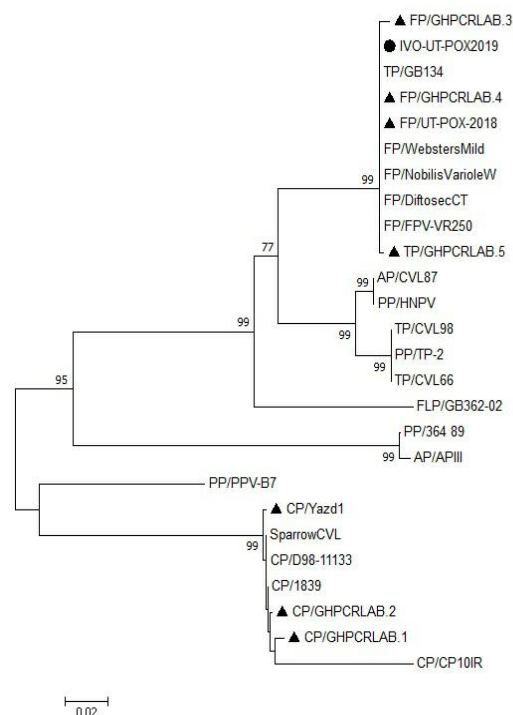 FP/GHPCRLAB.3
IVO-UT-POX2019
TP/GB134
FP/GHPCRLAB.4
99
FP/UT-POX-2018
FP/WebstersMild
FP/NobilisVarioleW
FP/DiftosecCT
FP/FPV-VR250
TP/GHPCRLAB.5
77
AP/CVL87
99
PP/HNPV
99
TP/CVL98
PP/TP-2
99
TP/CVL66
99
FLP/GB362-02
95
PP/364 89
99
AP/APIII
PP/PPV-B7
CP/Yazd1
99
SparrowCVL
CP/D98-11133
CP/1839
CP/GHPCRLAB.2
CP/GHPCRLAB.1
CP/CP10IR
0.02